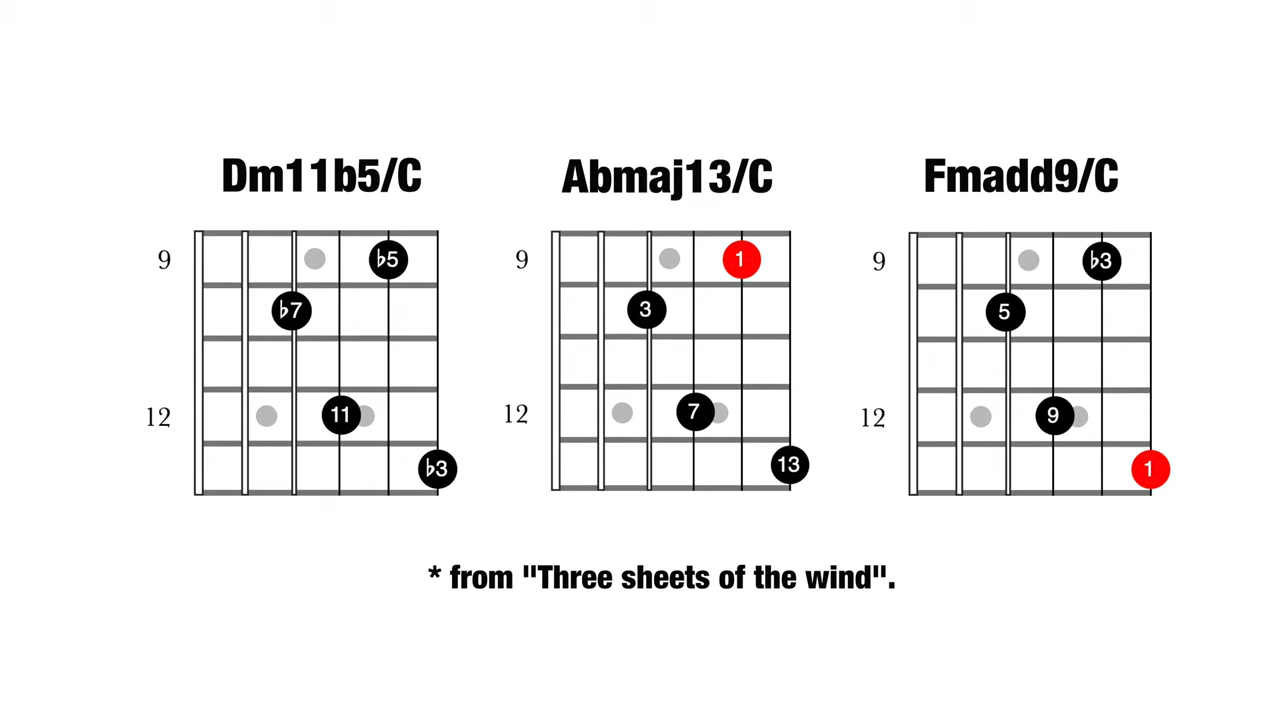 Dm11b5/C Abmaj13/C Fmadd9/C
9 ♭5 9 1 9 ♭3
♭7 3 5
12 11 12 7 12 9
♭3 13 1
* from "Three sheets of the wind".